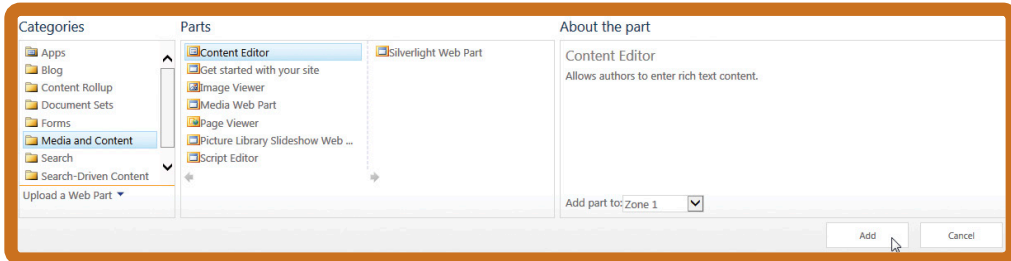 Categories
Apps
Blog
Content Rollup
Document Sets
Forms
Media and Content
Search
Search-Driven Content
Upload a Web Part
Parts
Content Editor
Get started with your site
Image Viewer
Media Web Part
Page Viewer
Picture Library Slideshow Web ...
Script Editor
Silverlight Web Part
About the part
Content Editor
Allows authors to enter rich text content.
Add part to: Zone 1
Add
Cancel